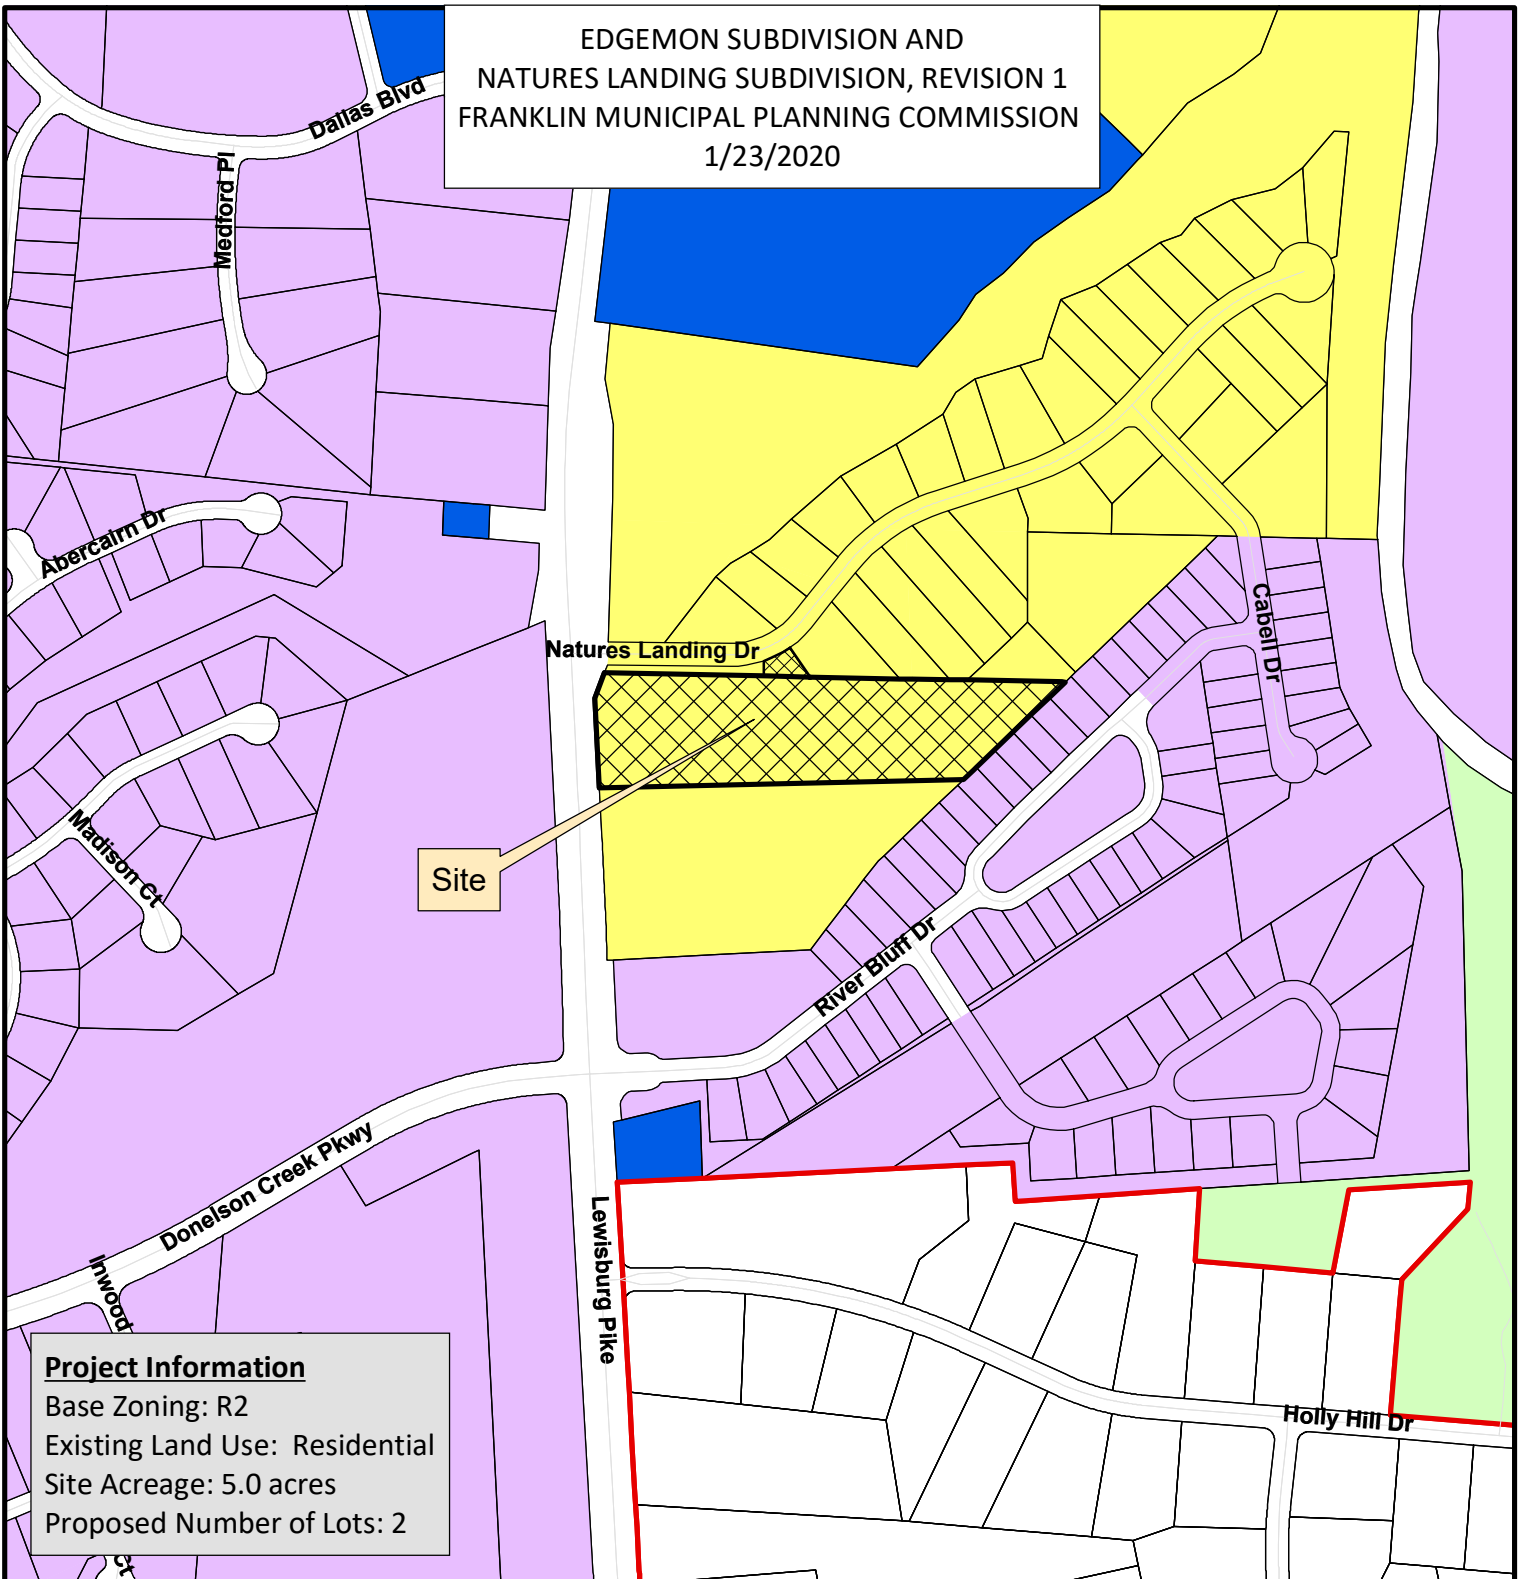 EDGEMON SUBDIVISION AND
NATURES LANDING SUBDIVISION, REVISION 1
FRANKLIN MUNICIPAL PLANNING COMMISSION
1/23/2020
Dallas Blvd
Medford Pl
Abercairn Dr
Natures Landing Dr
Cabell Dr
Madison Ct
Site
River Bluff Dr
Donelson Creek Pkwy
Lewisburg Pike
Inwood
Holly Hill Dr
Project Information
Base Zoning: R2
Existing Land Use: Residential
Site Acreage: 5.0 acres
Proposed Number of Lots: 2
Ct